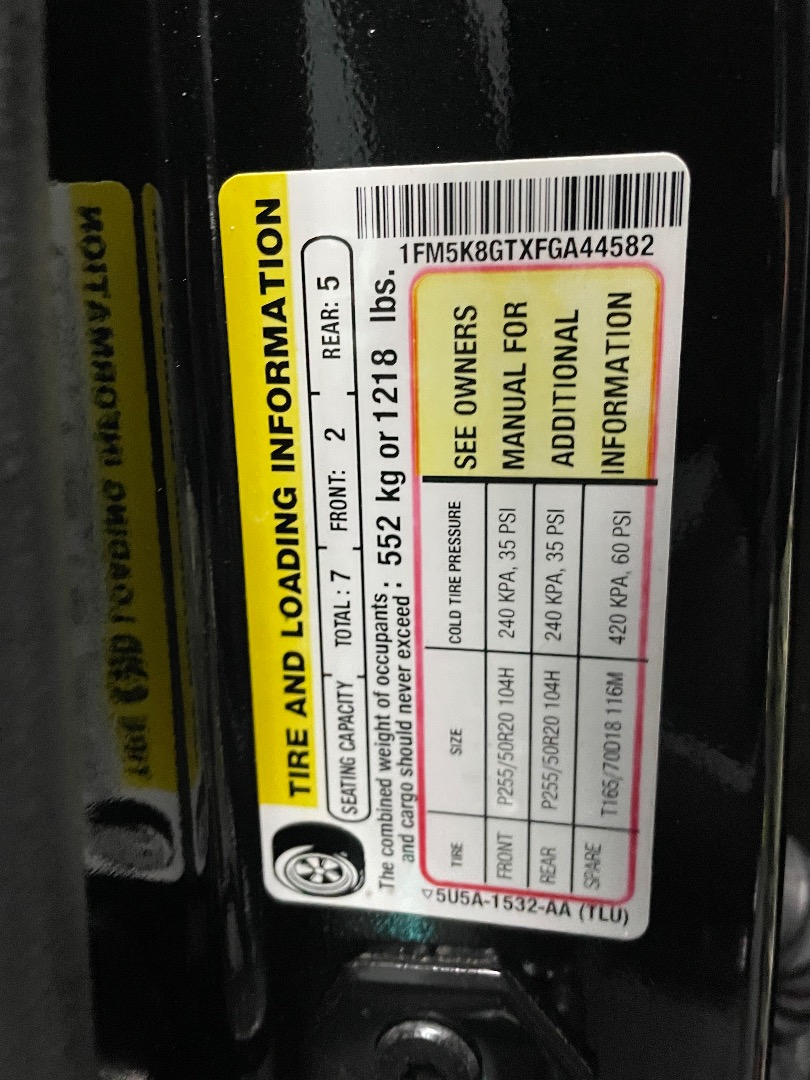 TIRE AND LOADING INFORMATION
SEATING CAPACITY TOTAL: 7 FRONT: 2 REAR: 5
The combined weight of occupants and cargo should never exceed: 552 kg or 1218 lbs.
TIRE SIZE COLD TIRE PRESSURE
FRONT P255/50R20 104H 240 KPA, 35 PSI
REAR P255/50R20 104H 240 KPA, 35 PSI
SPARE T165/70D18 116M 420 KPA, 60 PSI
SEE OWNERS
MANUAL FOR
ADDITIONAL
INFORMATION
5U5A-1532-AA (TLU)
1FM5K8GTXFGA44582